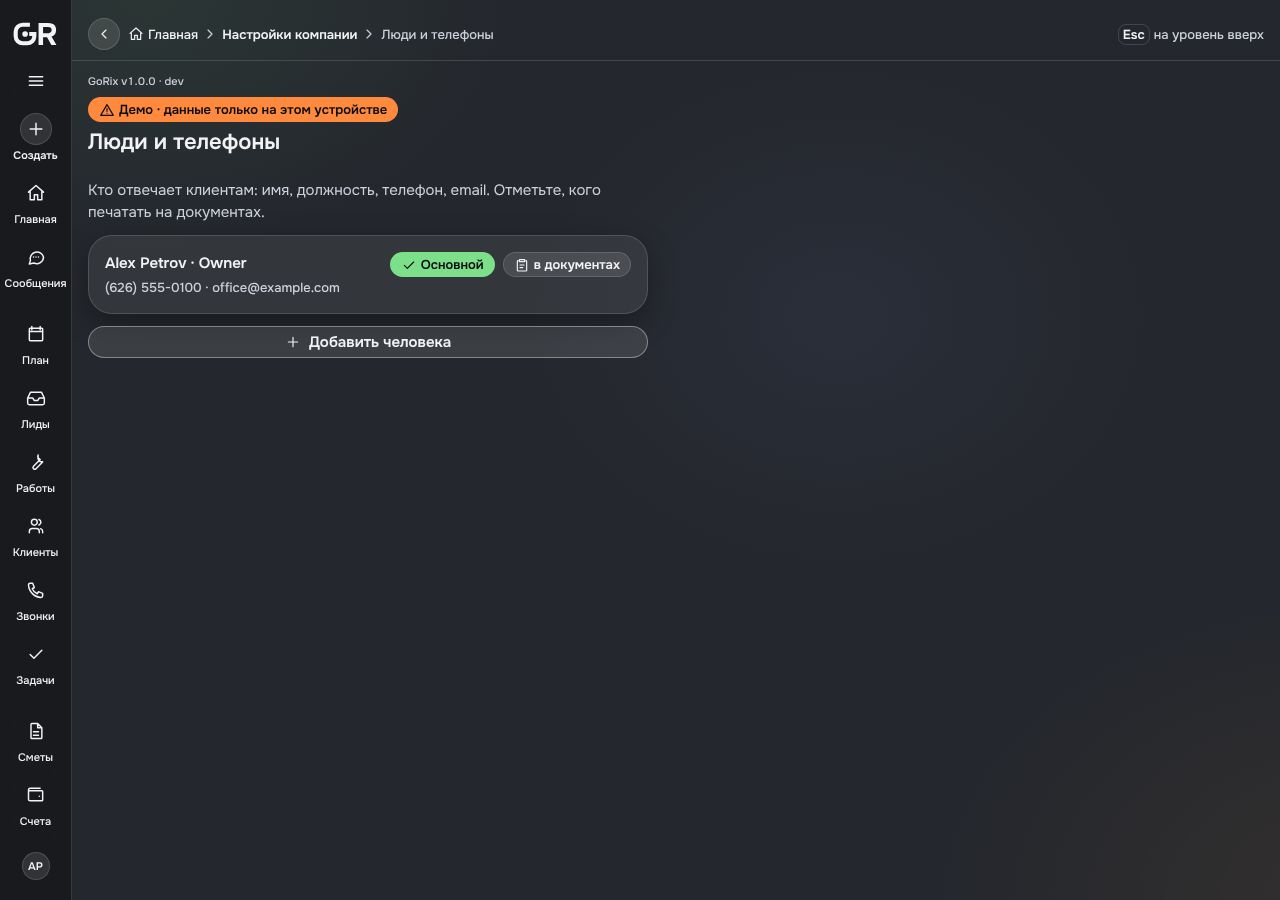 GR
Главная
Настройки компании
Люди и телефоны
Esc на уровень вверх
GoRix v1.0.0 · dev
Демо · данные только на этом устройстве
Люди и телефоны
Кто отвечает клиентам: имя, должность, телефон, email. Отметьте, кого
печатать на документах.
Alex Petrov · Owner
Основной
в документах
(626) 555-0100 · office@example.com
Добавить человека
Создать
Главная
Сообщения
План
Лиды
Работы
Клиенты
Звонки
Задачи
Сметы
Счета
AP